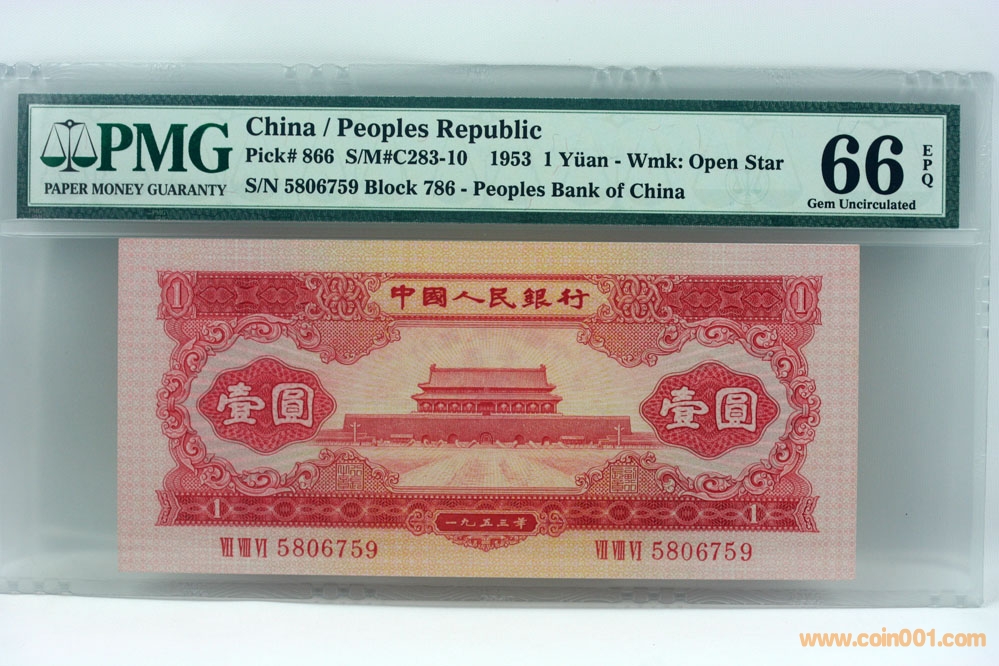 PMG
PAPER MONEY GUARANTY
China / Peoples Republic
Pick# 866 S/M#C283-10 1953 1 Yüan - Wmk: Open Star
S/N 5806759 Block 786 - Peoples Bank of China
66 EPQ
Gem Uncirculated
中國人民銀行
1 1
壹圓 壹圓
1 1
一九五三年
VII VIII VI 5806759 VII VIII VI 5806759
www.coin001.com